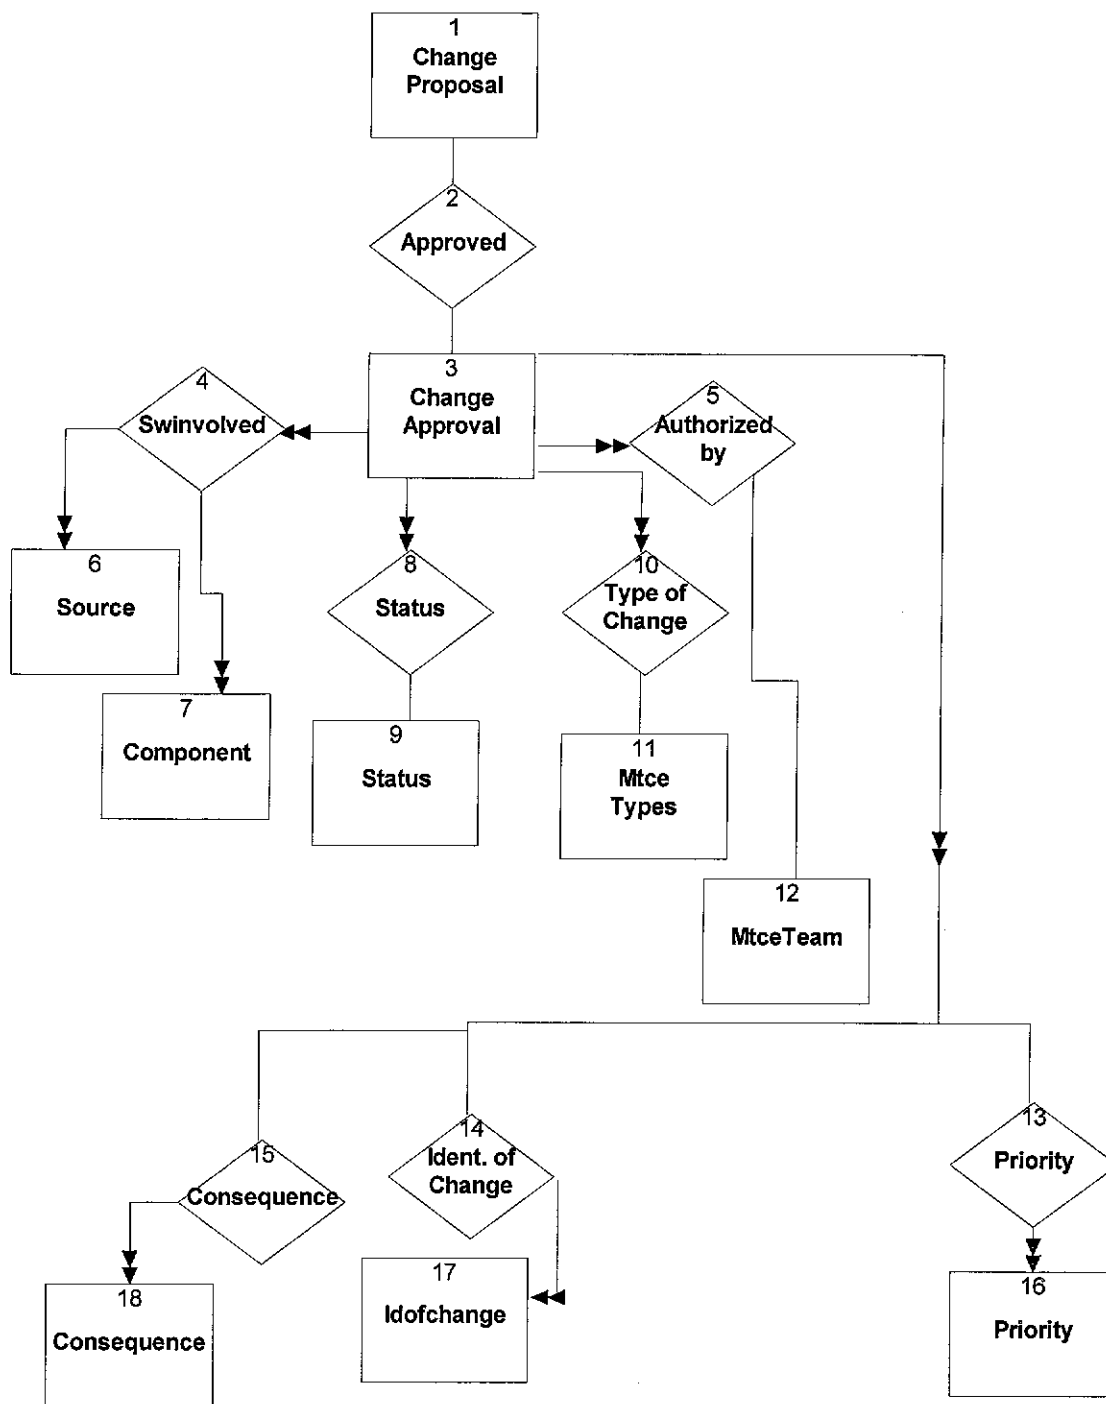 1
Change
Proposal
2
Approved
3
Change
Approval
4
Swinvolved
5
Authorized
by
6
Source
7
Component
8
Status
9
Status
10
Type of
Change
11
Mtce
Types
12
MtceTeam
13
Priority
14
Ident. of
Change
15
Consequence
16
Priority
17
Idofchange
18
Consequence